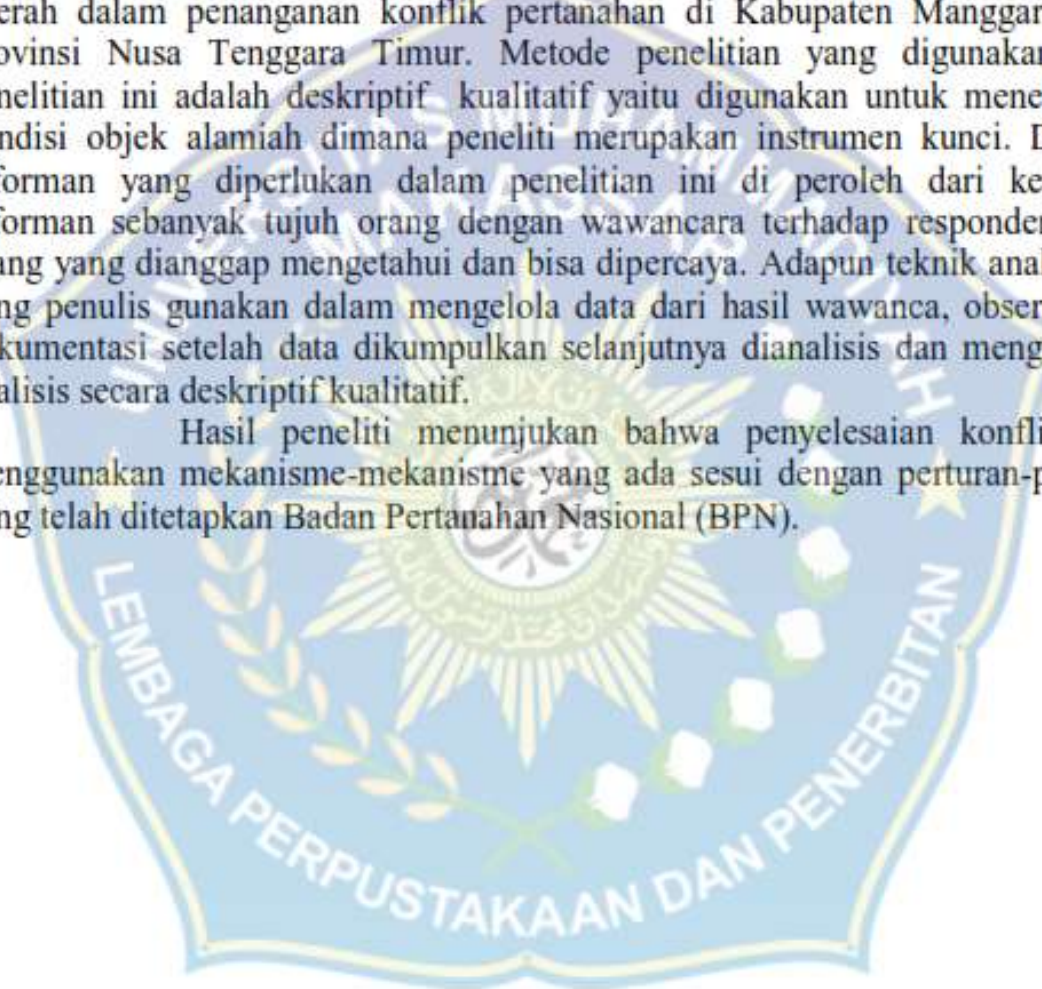 erah dalam penanganan konflik pertanahan di Kabupaten Manggar
ovinsi Nusa Tenggara Timur. Metode penelitian yang digunakan
nelitian ini adalah deskriptif kualitatif yaitu digunakan untuk mene
ndisi objek alamiah dimana peneliti merupakan instrumen kunci. D
forman yang diperlukan dalam penelitian ini di peroleh dari ke
forman sebanyak tujuh orang dengan wawancara terhadap responden
ang yang dianggap mengetahui dan bisa dipercaya. Adapun teknik anal
ng penulis gunakan dalam mengelola data dari hasil wawanca, obser
kumentasi setelah data dikumpulkan selanjutnya dianalisis dan meng
alisis secara deskriptif kualitatif.
Hasil peneliti menunjukan bahwa penyelesaian konfli
enggunakan mekanisme-mekanisme yang ada sesui dengan perturan-p
ng telah ditetapkan Badan Pertanahan Nasional (BPN).
UNIVERSITAS MUHAMMADIYAH
MAKASSAR
LEMBAGA PERPUSTAKAAN DAN PENERBITAN